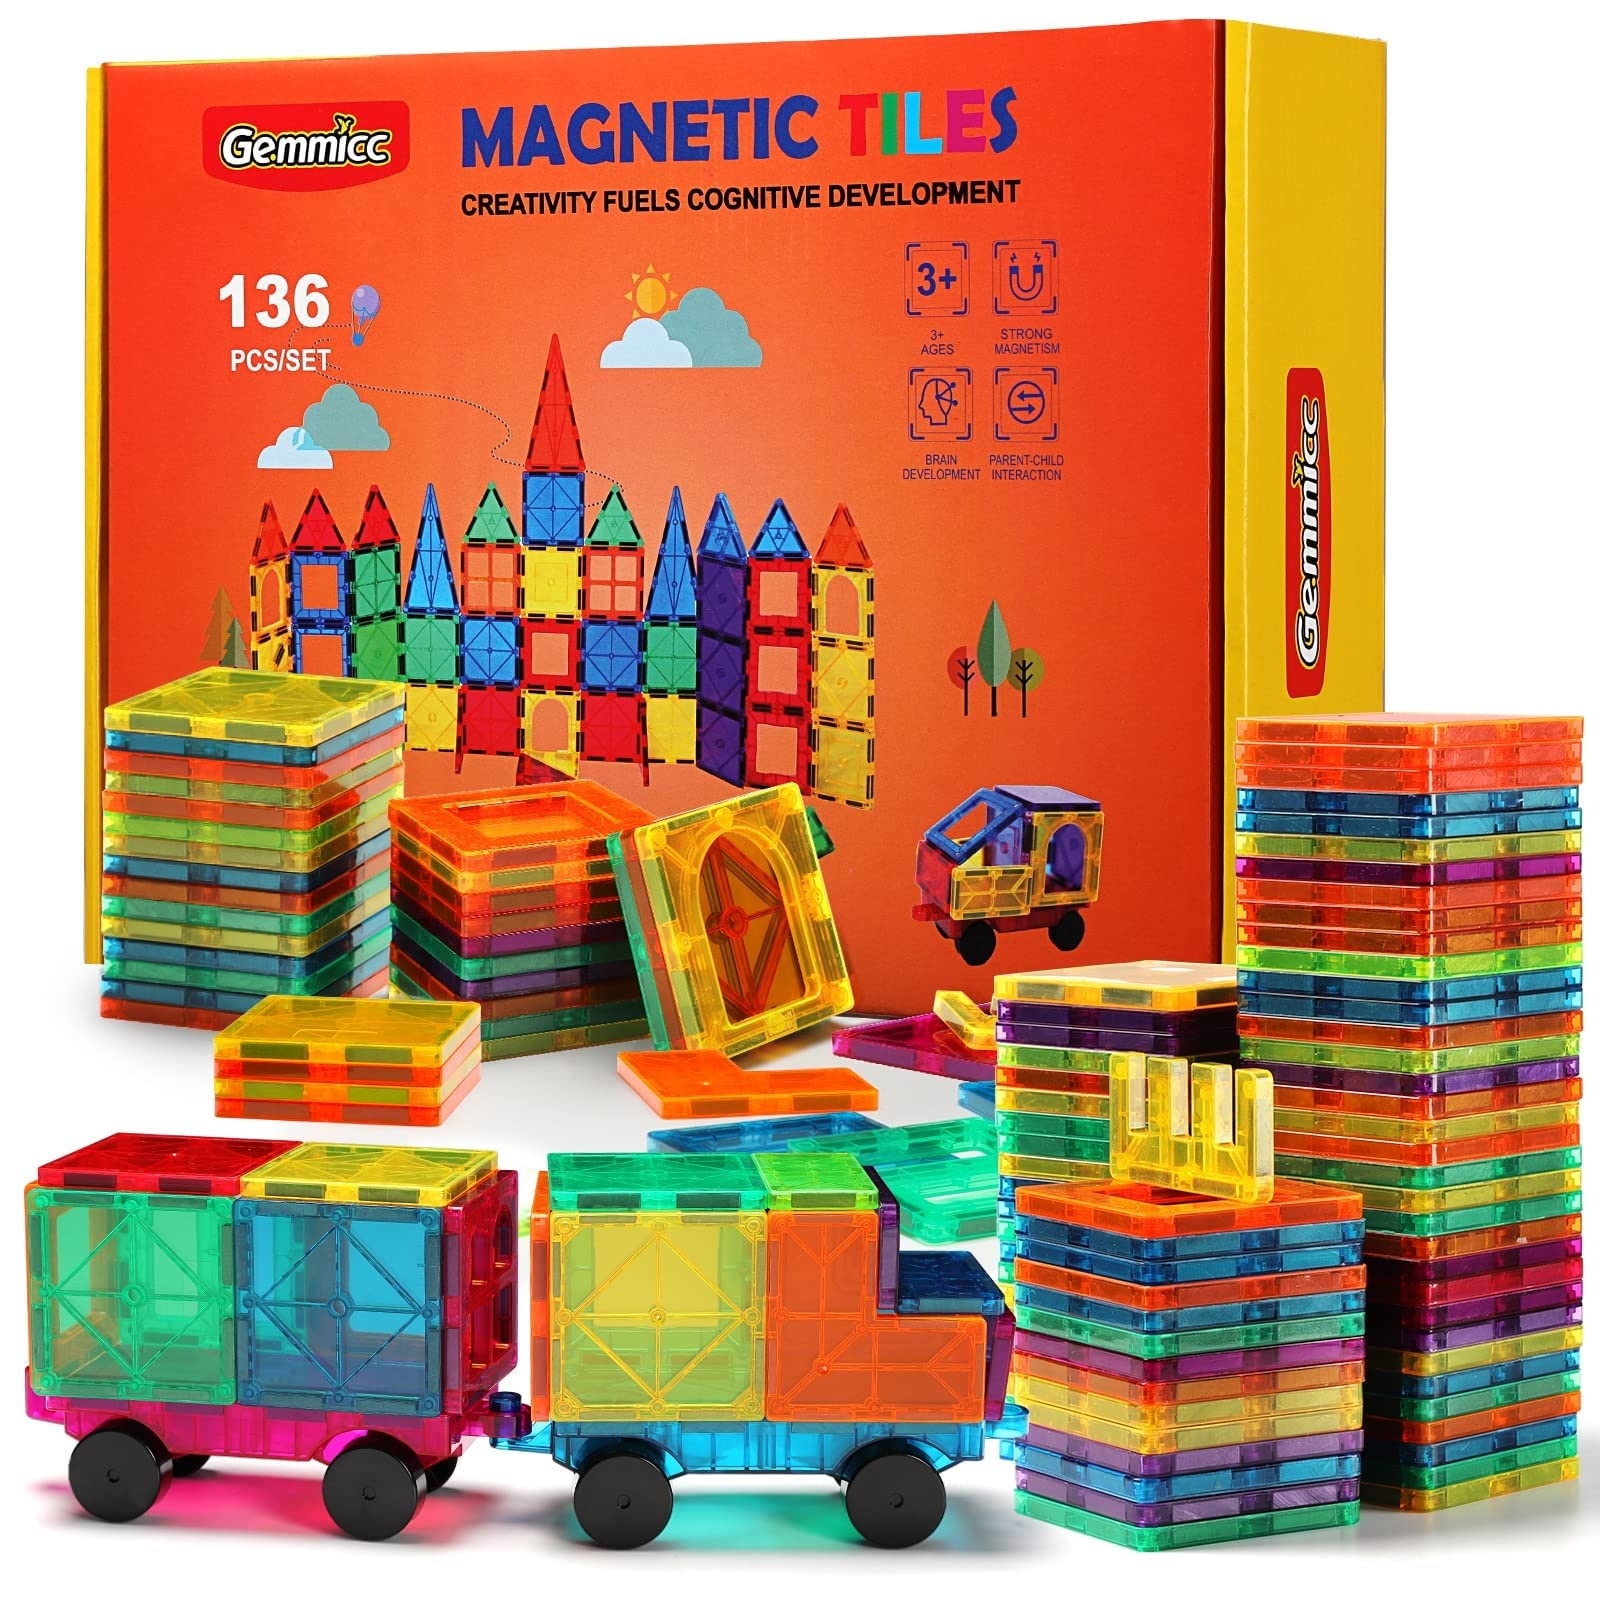 Gemmicc
MAGNETIC TILES
CREATIVITY FUELS COGNITIVE DEVELOPMENT
136
PCS/SET
3+
3+
AGES
STRONG
MAGNETISM
BRAIN
DEVELOPMENT
PARENT-CHILD
INTERACTION
Gemmicc